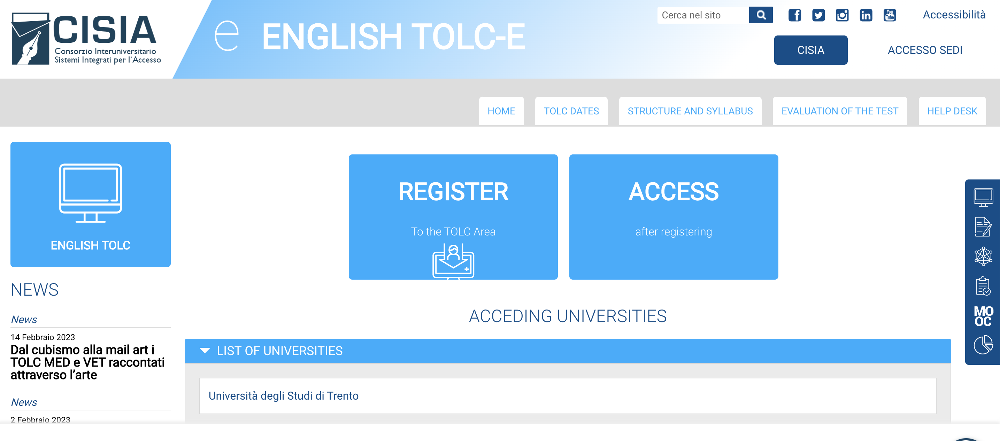 CISIA
Consorzio Interuniversitario
Sistemi Integrati per l'Accesso
e ENGLISH TOLC-E
Cerca nel sito
You
Tube
Accessibilità
CISIA
ACCESSO SEDI
HOME
TOLC DATES
STRUCTURE AND SYLLABUS
EVALUATION OF THE TEST
HELP DESK
ENGLISH TOLC
NEWS
News
14 Febbraio 2023
Dal cubismo alla mail art i
TOLC MED e VET raccontati
attraverso l’arte
News
2 Febbraio 2023
REGISTER
To the TOLC Area
ACCESS
after registering
ACCEDING UNIVERSITIES
LIST OF UNIVERSITIES
Università degli Studi di Trento
MO
OC